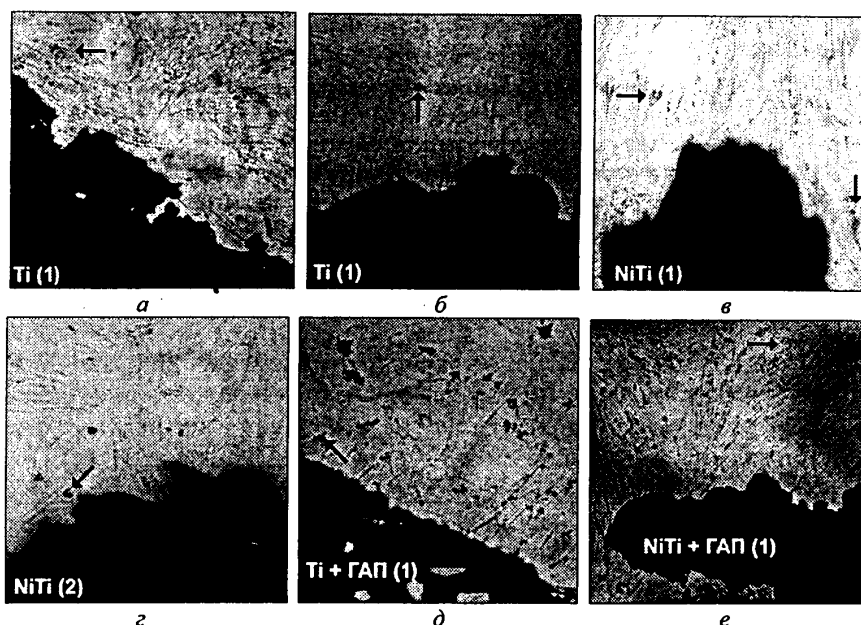 Ti (1)
Ti (1)
NiTi (1)
а
б
в
NiTi (2)
Ti + ГАП (1)
NiTi + ГАП (1)
г
д
е